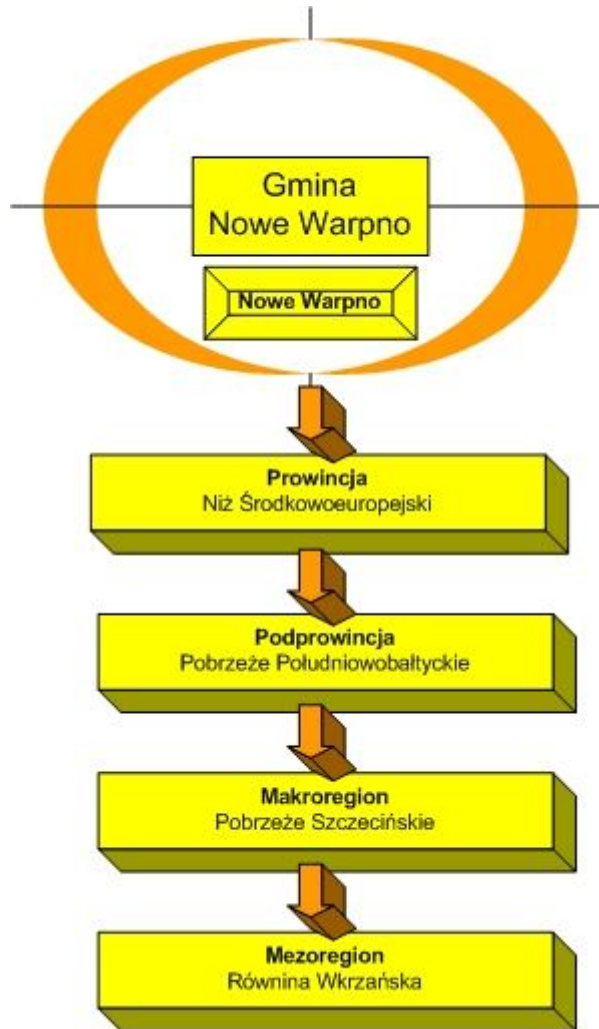 Gmina
Nowe Warpno
Nowe Warpno
Prowincja
Niż Środkowoeuropejski
Podprowincja
Pobrzeże Południowobałtyckie
Makroregion
Pobrzeże Szczecińskie
Mezoregion
Równina Wkrzańska